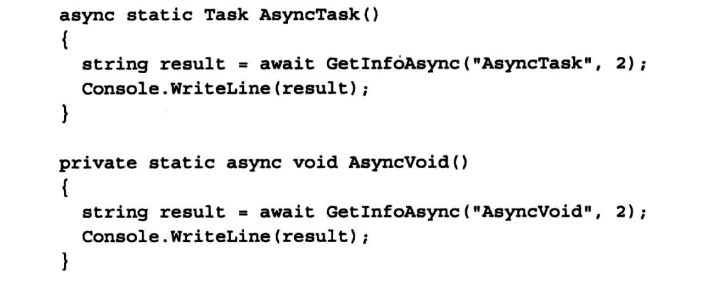 async static Task AsyncTask()
{
string result = await GetInfoAsync("AsyncTask", 2);
Console.WriteLine(result);
}
private static async void AsyncVoid()
{
string result = await GetInfoAsync("AsyncVoid", 2);
Console.WriteLine(result);
}